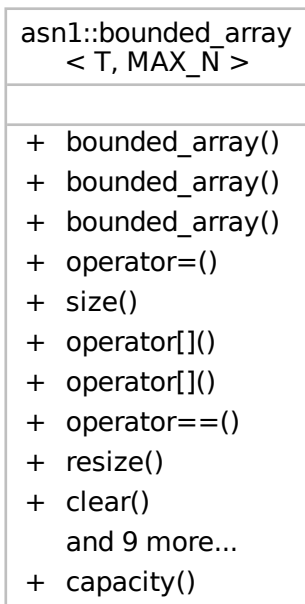 asn1::bounded_array
< T, MAX_N >
+ bounded_array()
+ bounded_array()
+ bounded_array()
+ operator=()
+ size()
+ operator[]()
+ operator[]()
+ operator==()
+ resize()
+ clear()
and 9 more...
+ capacity()